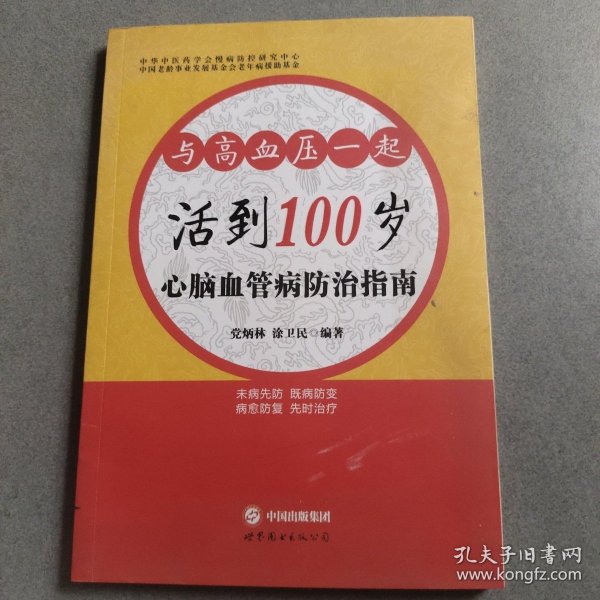 中华中医药学会慢病防控研究中心
中国老龄事业发展基金会老年病援助基金
与高血压一起
活到100岁
心脑血管病防治指南
党炳林 涂卫民○编著
未病先防 既病防变
病愈防复 先时治疗
中国出版集团
世界图书出版公司
孔夫子旧书网
www.kongfz.com